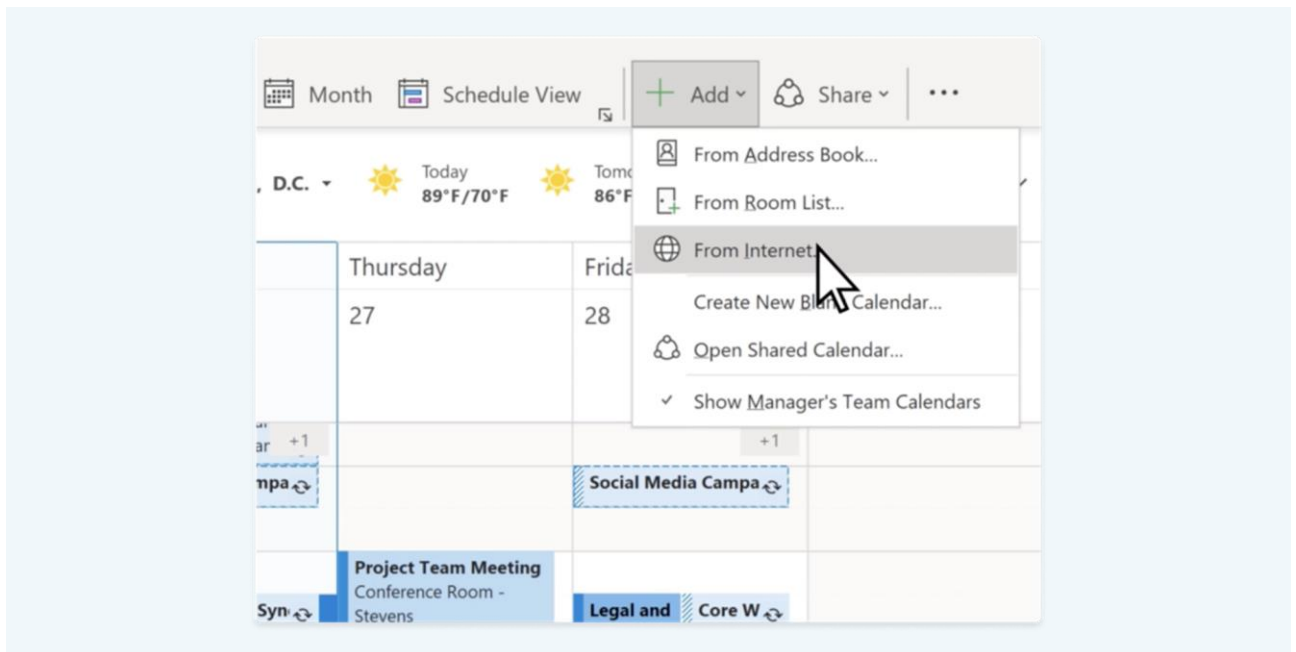 Month Schedule View Add Share
, D.C. Today
89°F/70°F
86°F
From Address Book...
From Room List...
From Internet..
Create New Calendar...
Open Shared Calendar...
Show Manager's Team Calendars
Thursday
27
28
+1
+1
Social Media Campa
Project Team Meeting
Conference Room -
Stevens
Legal and
Core W